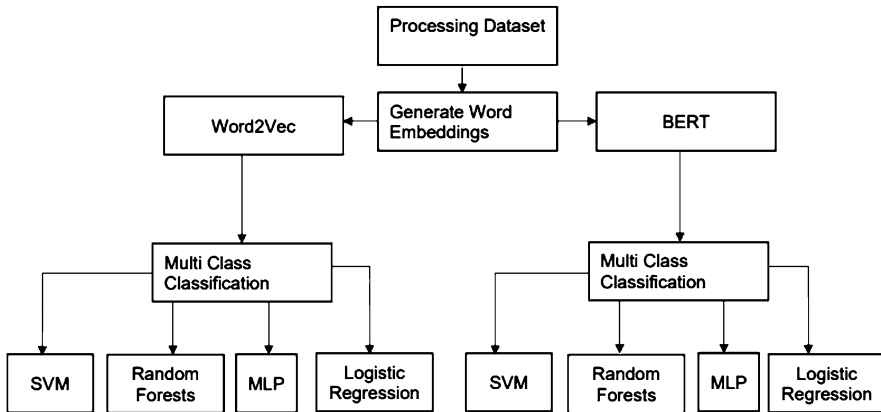 Processing Dataset
Word2Vec
Generate Word
Embeddings
BERT
Multi Class
Classification
Multi Class
Classification
SVM
Random
Forests
MLP
Logistic
Regression
SVM
Random
Forests
MLP
Logistic
Regression